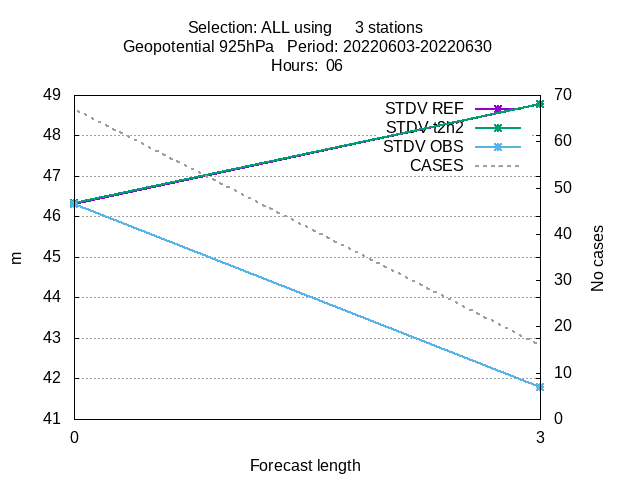 Selection: ALL using 3 stations
Geopotential 925hPa Period: 20220603-20220630
Hours: 06
49
48
47
46
45
44
43
42
41
70
60
50
40
30
20
10
0
STDV REF
STDV t2h2
STDV OBS
CASES
m
No cases
0
3
Forecast length